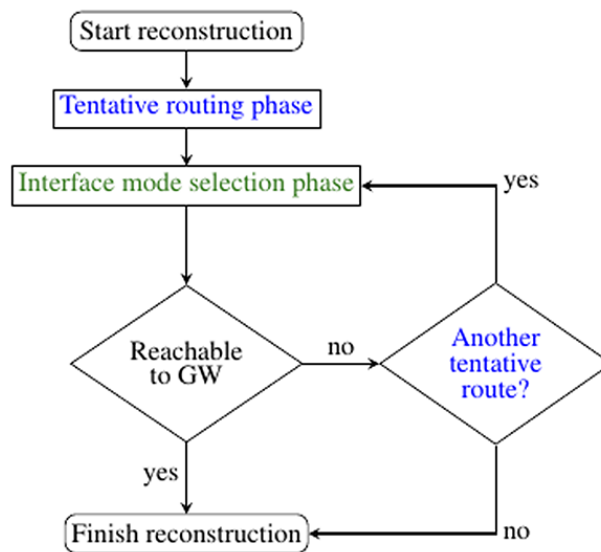 Start reconstruction
Tentative routing phase
Interface mode selection phase
yes
Reachable
to GW
no
Another
tentative
route?
yes
Finish reconstruction
no